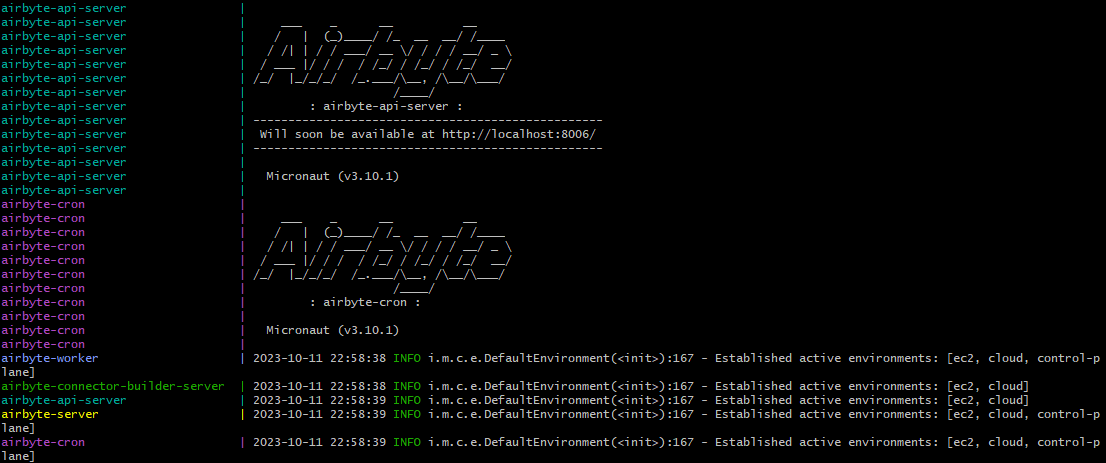 airbyte-api-server |
airbyte-api-server |     ___    _      __          __
airbyte-api-server |    /   |  (_)____/ /_  __  __/ /____
airbyte-api-server |   / /| | / / ___/ __ \/ / / / __/ _ \
airbyte-api-server |  / ___ |/ / /  / /_/ / /_/ / /_/  __/
airbyte-api-server | /_/  |_/_/_/  /_.___/\__, /\__/\___/
airbyte-api-server |                     /____/
airbyte-api-server |         : airbyte-api-server :
airbyte-api-server | --------------------------------------------------
airbyte-api-server |  Will soon be available at http://localhost:8006/
airbyte-api-server | --------------------------------------------------
airbyte-api-server |
airbyte-api-server |   Micronaut (v3.10.1)
airbyte-api-server |
airbyte-cron |
airbyte-cron |     ___    _      __          __
airbyte-cron |    /   |  (_)____/ /_  __  __/ /____
airbyte-cron |   / /| | / / ___/ __ \/ / / / __/ _ \
airbyte-cron |  / ___ |/ / /  / /_/ / /_/ / /_/  __/
airbyte-cron | /_/  |_/_/_/  /_.___/\__, /\__/\___/
airbyte-cron |                     /____/
airbyte-cron |         : airbyte-cron :
airbyte-cron |
airbyte-cron |   Micronaut (v3.10.1)
airbyte-cron |
airbyte-worker | 2023-10-11 22:58:38 INFO i.m.c.e.DefaultEnvironment(<init>):167 - Established active environments: [ec2, cloud, control-p
lane]
airbyte-connector-builder-server | 2023-10-11 22:58:38 INFO i.m.c.e.DefaultEnvironment(<init>):167 - Established active environments: [ec2, cloud]
airbyte-api-server | 2023-10-11 22:58:39 INFO i.m.c.e.DefaultEnvironment(<init>):167 - Established active environments: [ec2, cloud]
airbyte-server | 2023-10-11 22:58:39 INFO i.m.c.e.DefaultEnvironment(<init>):167 - Established active environments: [ec2, cloud, control-p
lane]
airbyte-cron | 2023-10-11 22:58:39 INFO i.m.c.e.DefaultEnvironment(<init>):167 - Established active environments: [ec2, cloud, control-p
lane]